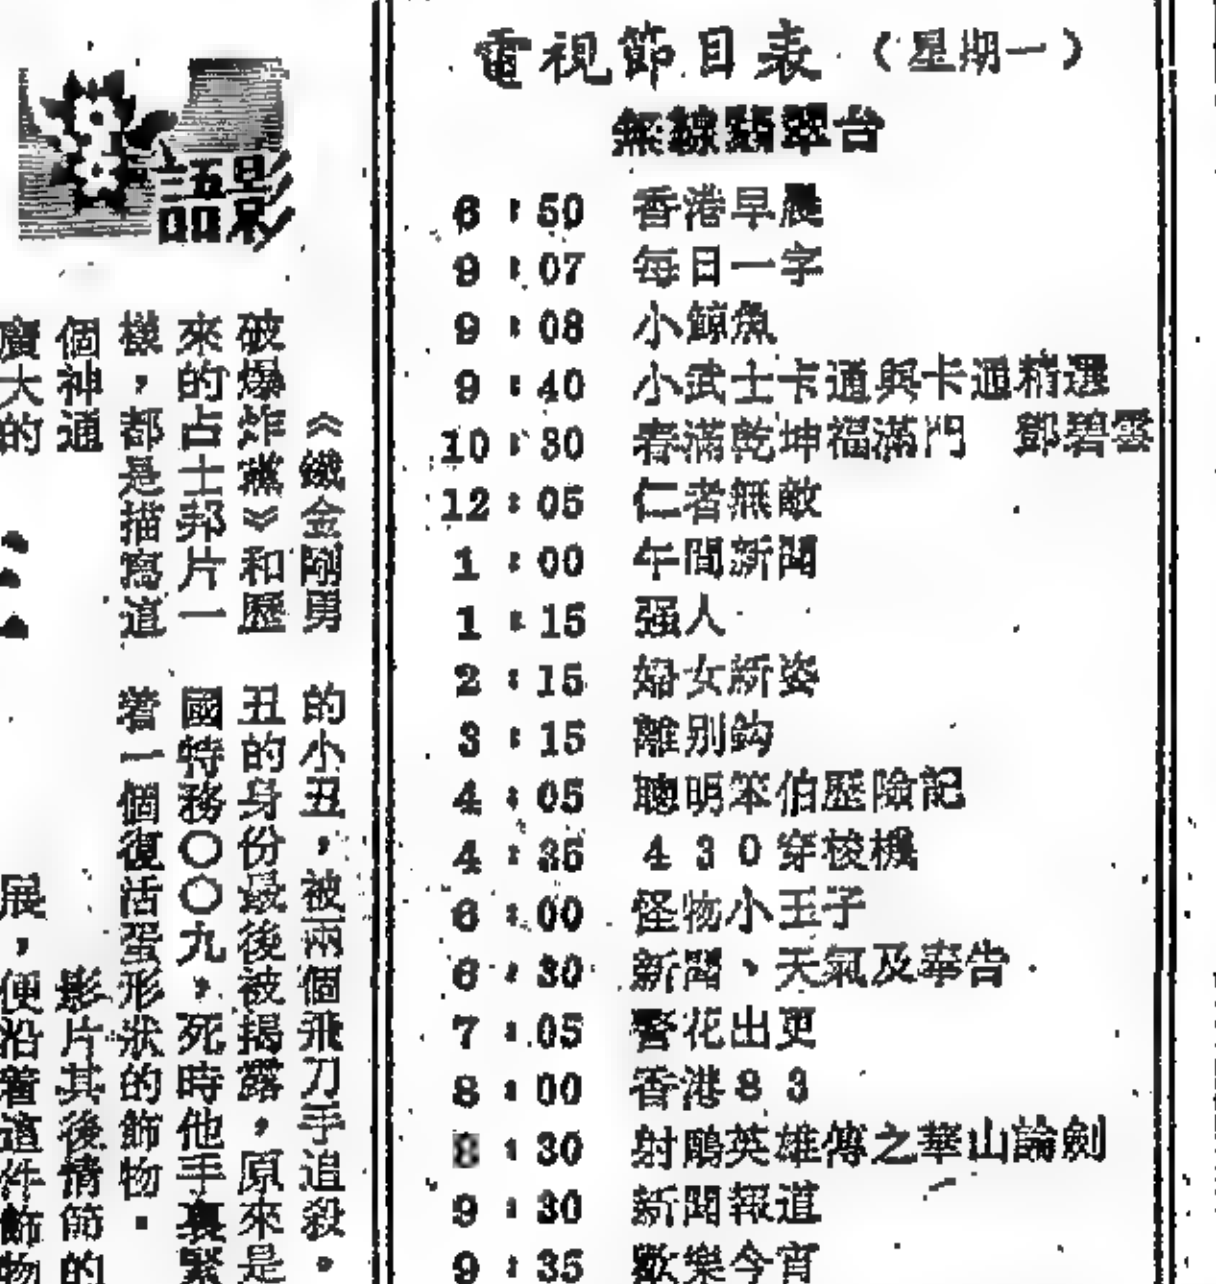 電視節目表（星期一）
無線翡翠台
6：50　香港早晨
9：07　每日一字
9：08　小鯨魚
9：40　小武士卡通與卡通精選
10：30　春滿乾坤福滿門　鄧碧雲
12：05　仁者無敵
1：00　午間新聞
1：15　强人
2：15　婦女新姿
3：15　離别鈎
4：05　聰明笨伯歷險記
4：35　430穿梭機
6：00　怪物小王子
6：30　新聞、天氣及奉告
7：05　警花出更
8：00　香港83
8：30　射鵰英雄傳之華山論劍
9：30　新聞報道
9：35　歡樂今宵
影語
《鐵金剛勇
破爆炸黨》和歷
來的占士邦片一
樣，都是描寫這
個神通
廣大的
的小丑，被兩個飛刀手追殺。
丑的身份最後被揭露，原來是
國特務〇〇九，死時他手裏緊
着一個復活蛋形狀的飾物。
影片其後情節的
展，便沿着這件飾物